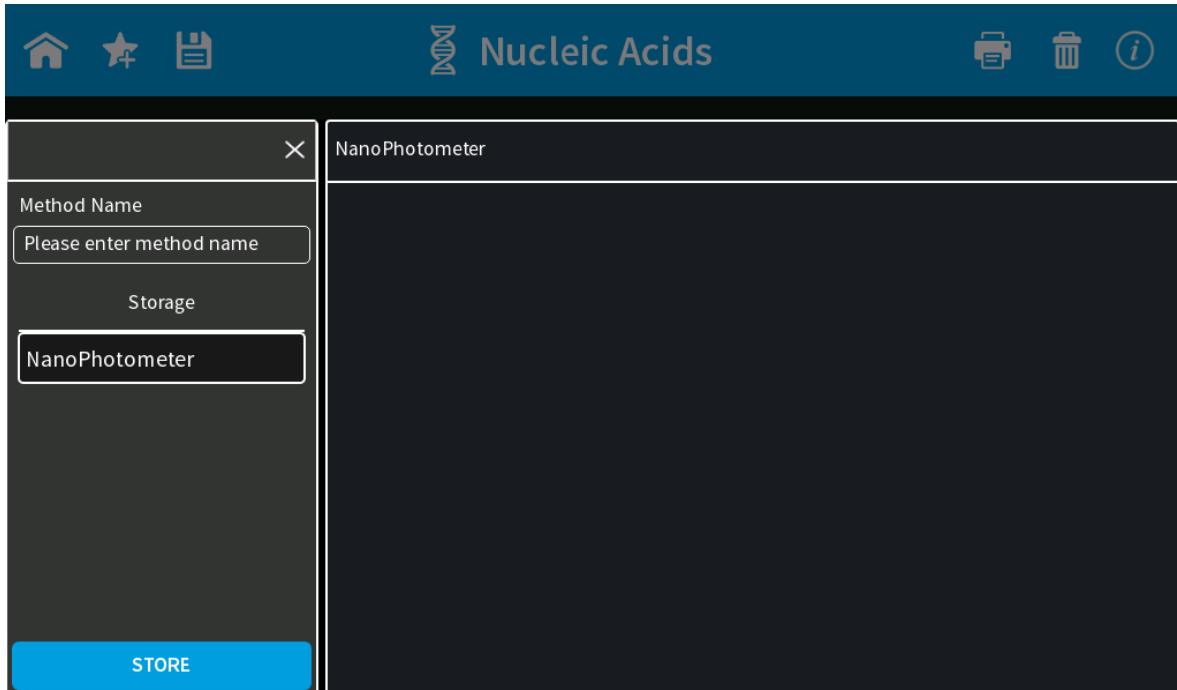 Nucleic Acids
NanoPhotometer
Method Name
Please enter method name
Storage
NanoPhotometer
STORE